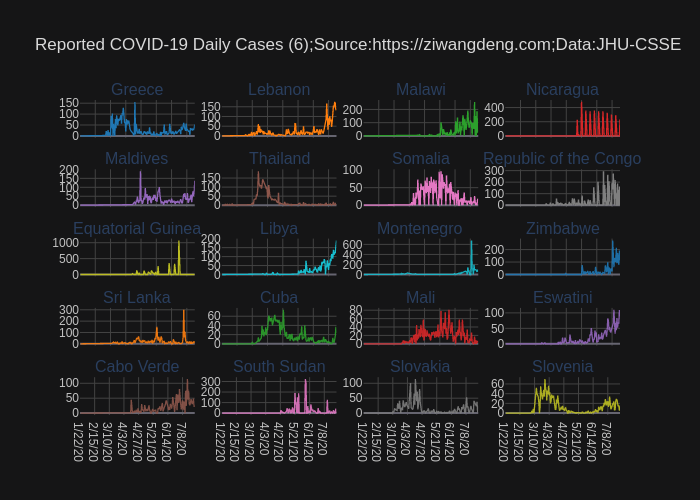 Reported COVID-19 Daily Cases (6);Source:https://ziwangdeng.com;Data:JHU-CSSE
Greece Lebanon Malawi Nicaragua
150 100 50 0
150 100 50 0
200 100 0
400 200 0
Maldives Thailand Somalia Republic of the Congo
200 150 100 50 0
150 100 50 0
100 50 0
300 200 100 0
Equatorial Guinea Libya Montenegro Zimbabwe
1000 500 0
200 150 100 50 0
600 400 200 0
200 100 0
Sri Lanka Cuba Mali Eswatini
300 200 100 0
60 40 20 0
80 60 40 20 0
100 50 0
Cabo Verde South Sudan Slovakia Slovenia
100 50 0
300 200 100 0
100 50 0
60 40 20 0
1/22/20 2/15/20 3/10/20 4/3/20 4/27/20 5/21/20 6/14/20 7/8/20
1/22/20 2/15/20 3/10/20 4/3/20 4/27/20 5/21/20 6/14/20 7/8/20
1/22/20 2/15/20 3/10/20 4/3/20 4/27/20 5/21/20 6/14/20 7/8/20
1/22/20 2/15/20 3/10/20 4/3/20 4/27/20 5/21/20 6/14/20 7/8/20